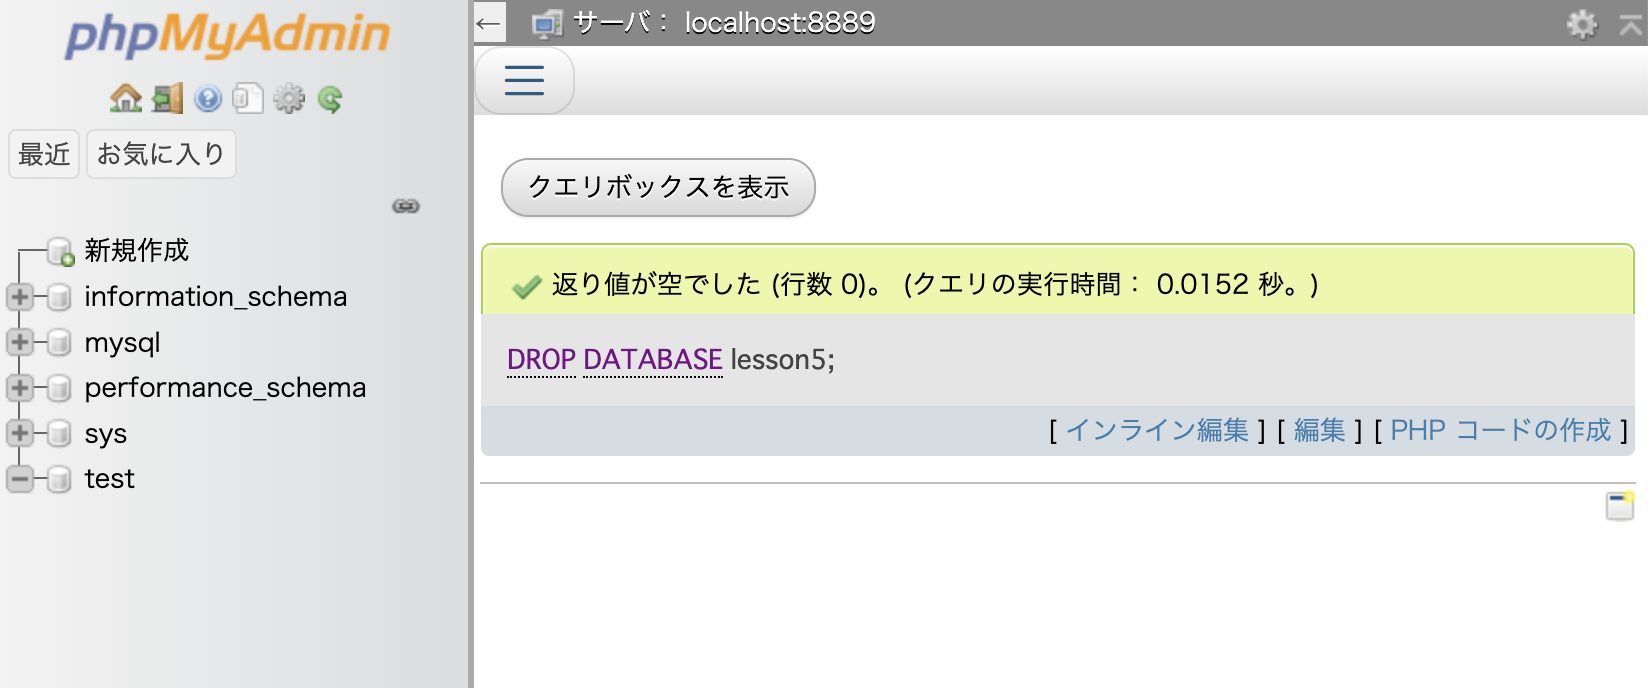 phpMyAdmin
最近 お気に入り
新規作成
information_schema
mysql
performance_schema
sys
test
← サーバ： localhost:8889
クエリボックスを表示
返り値が空でした (行数 0)。 (クエリの実行時間： 0.0152 秒。)
DROP DATABASE lesson5;
[ インライン編集 ] [ 編集 ] [ PHP コードの作成 ]